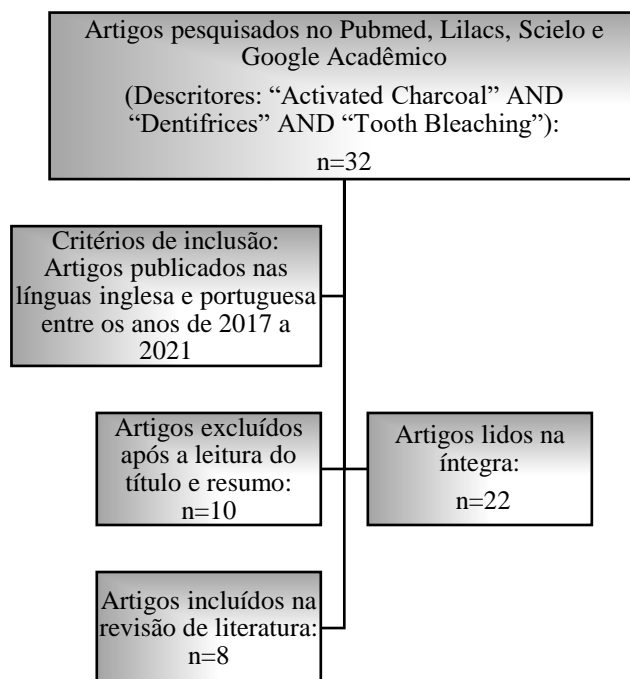 Artigos pesquisados no Pubmed, Lilacs, Scielo e
Google Acadêmico
(Descritores: “Activated Charcoal” AND
“Dentifrices” AND “Tooth Bleaching”):
n=32
Critérios de inclusão:
Artigos publicados nas
línguas inglesa e portuguesa
entre os anos de 2017 a
2021
Artigos excluídos
após a leitura do
título e resumo:
n=10
Artigos lidos na
íntegra:
n=22
Artigos incluídos na
revisão de literatura:
n=8